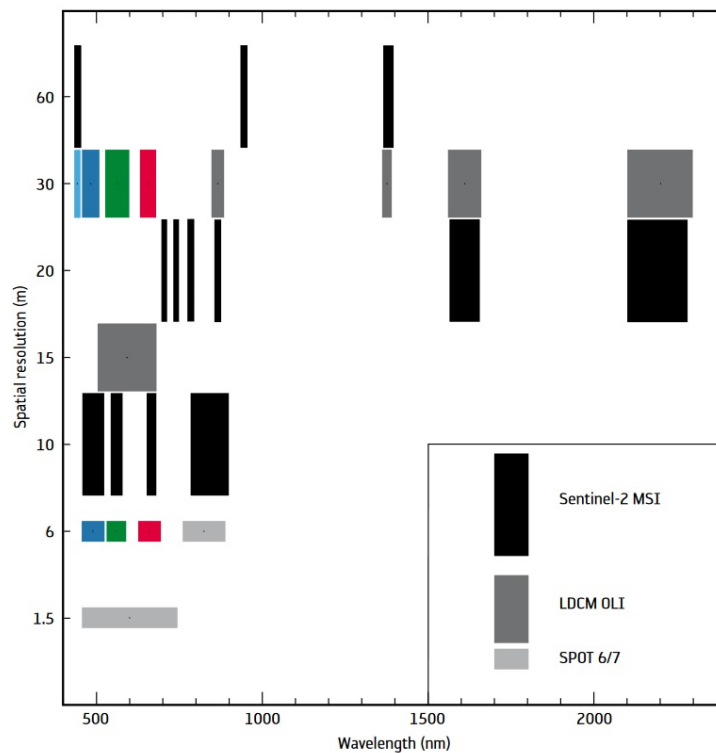 60
30
20
15
10
6
1.5
Spatial resolution (m)
Sentinel-2 MSI
LDCM OLI
SPOT 6/7
500
1000
1500
2000
Wavelength (nm)